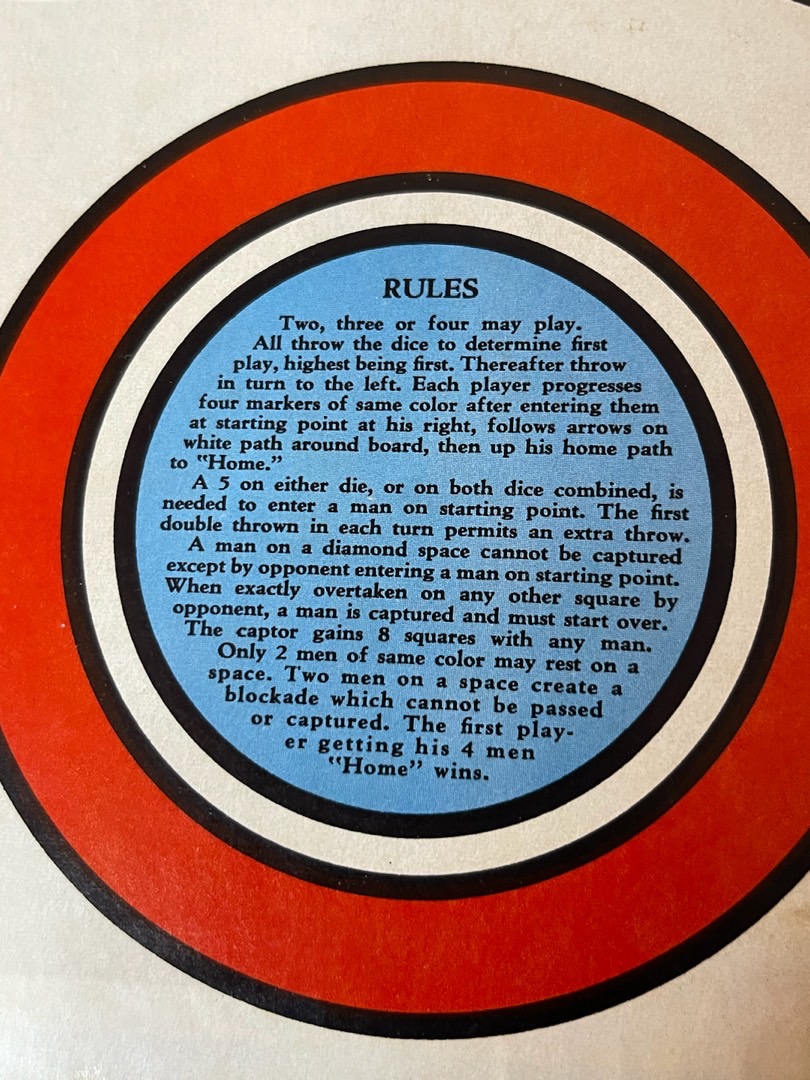 RULES
Two, three or four may play.
All throw the dice to determine first
play, highest being first. Thereafter throw
in turn to the left. Each player progresses
four markers of same color after entering them
at starting point at his right, follows arrows on
white path around board, then up his home path
to "Home."
A 5 on either die, or on both dice combined, is
needed to enter a man on starting point. The first
double thrown in each turn permits an extra throw.
A man on a diamond space cannot be captured
except by opponent entering a man on starting point.
When exactly overtaken on any other square by
opponent, a man is captured and must start over.
The captor gains 8 squares with any man.
Only 2 men of same color may rest on a
space. Two men on a space create a
blockade which cannot be passed
or captured. The first play-
er getting his 4 men
"Home" wins.